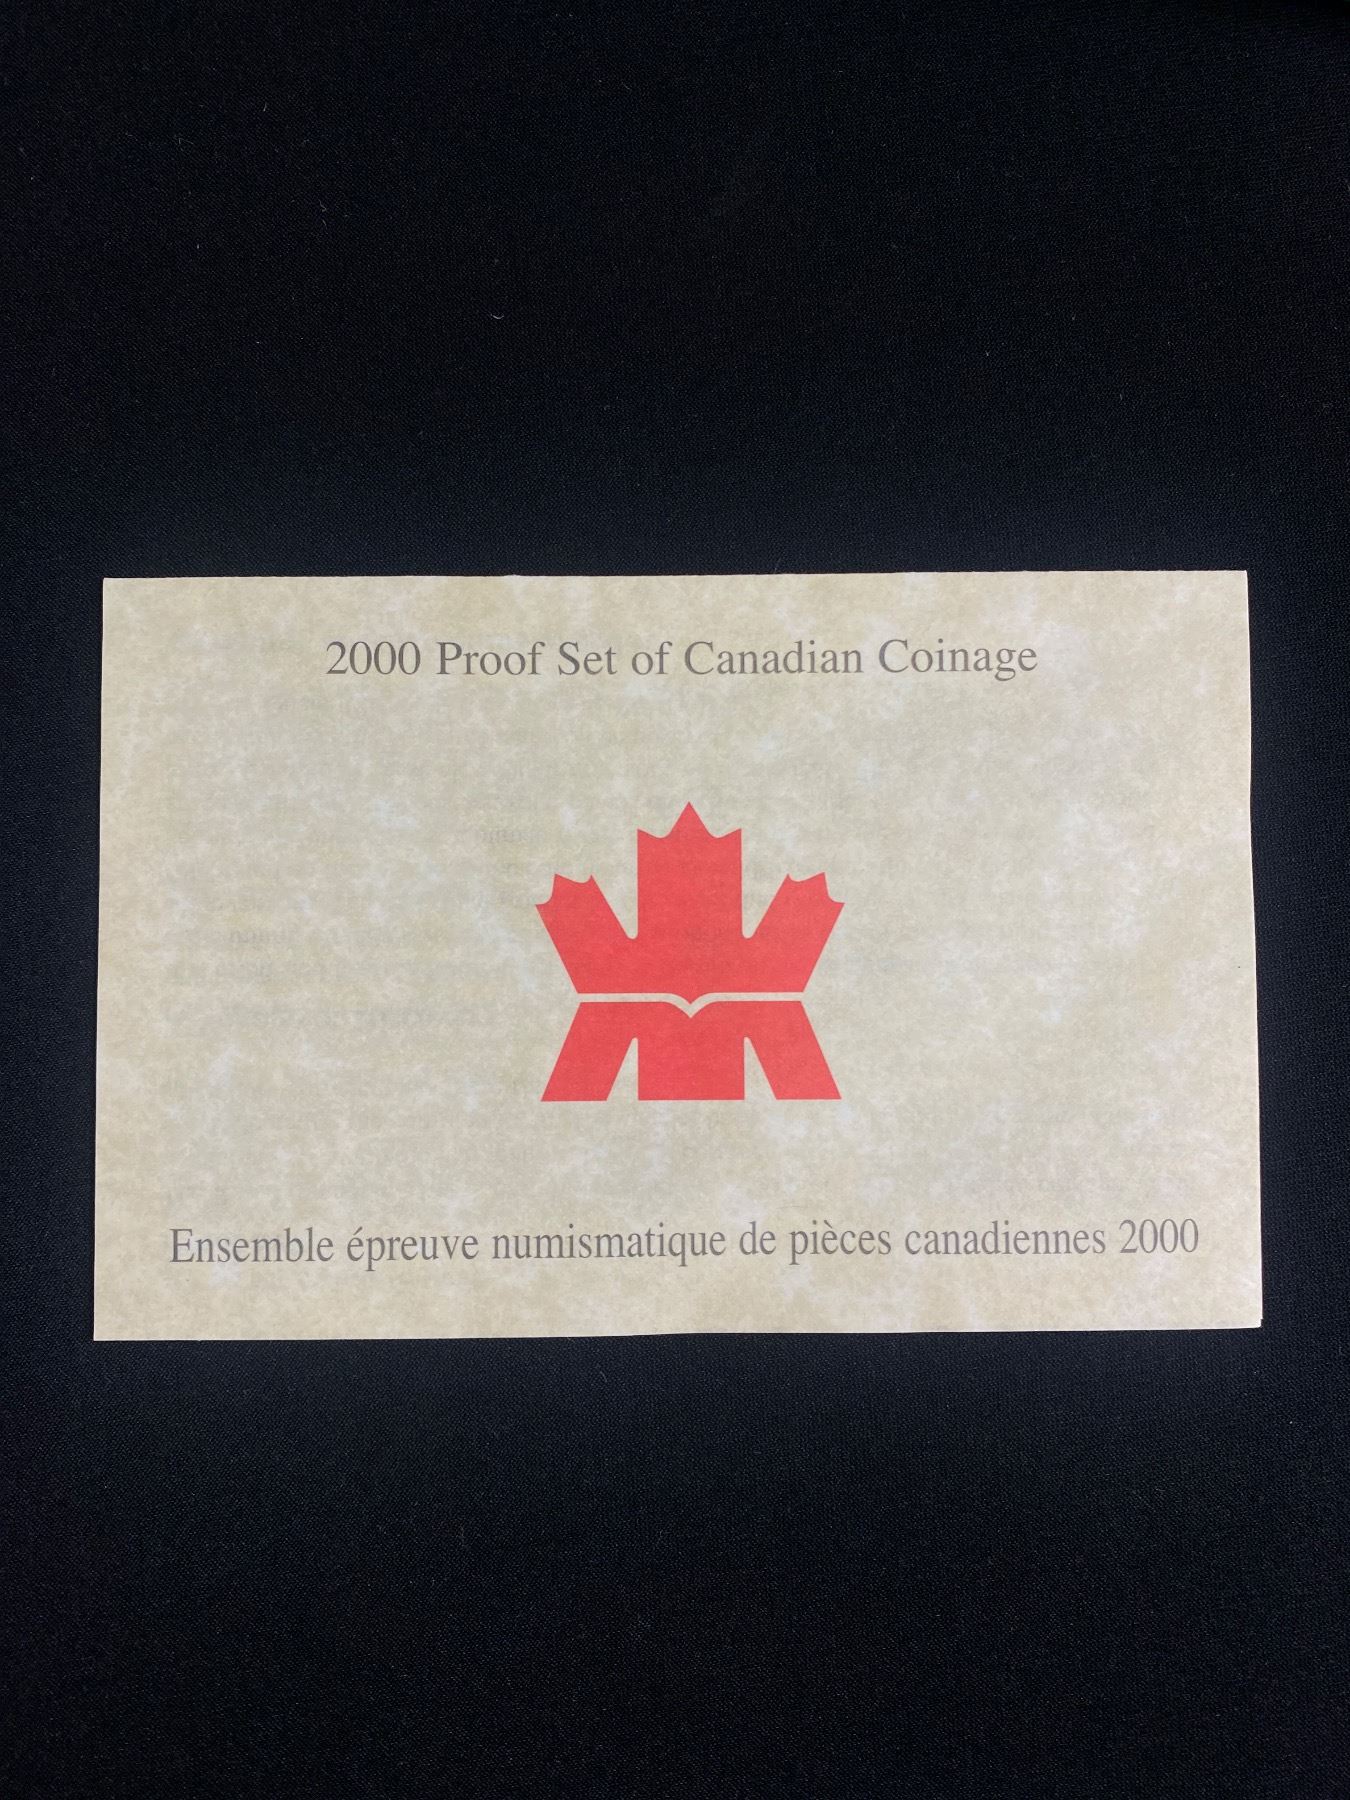 2000 Proof Set of Canadian Coinage
Ensemble épreuve numismatique de pièces canadiennes 2000